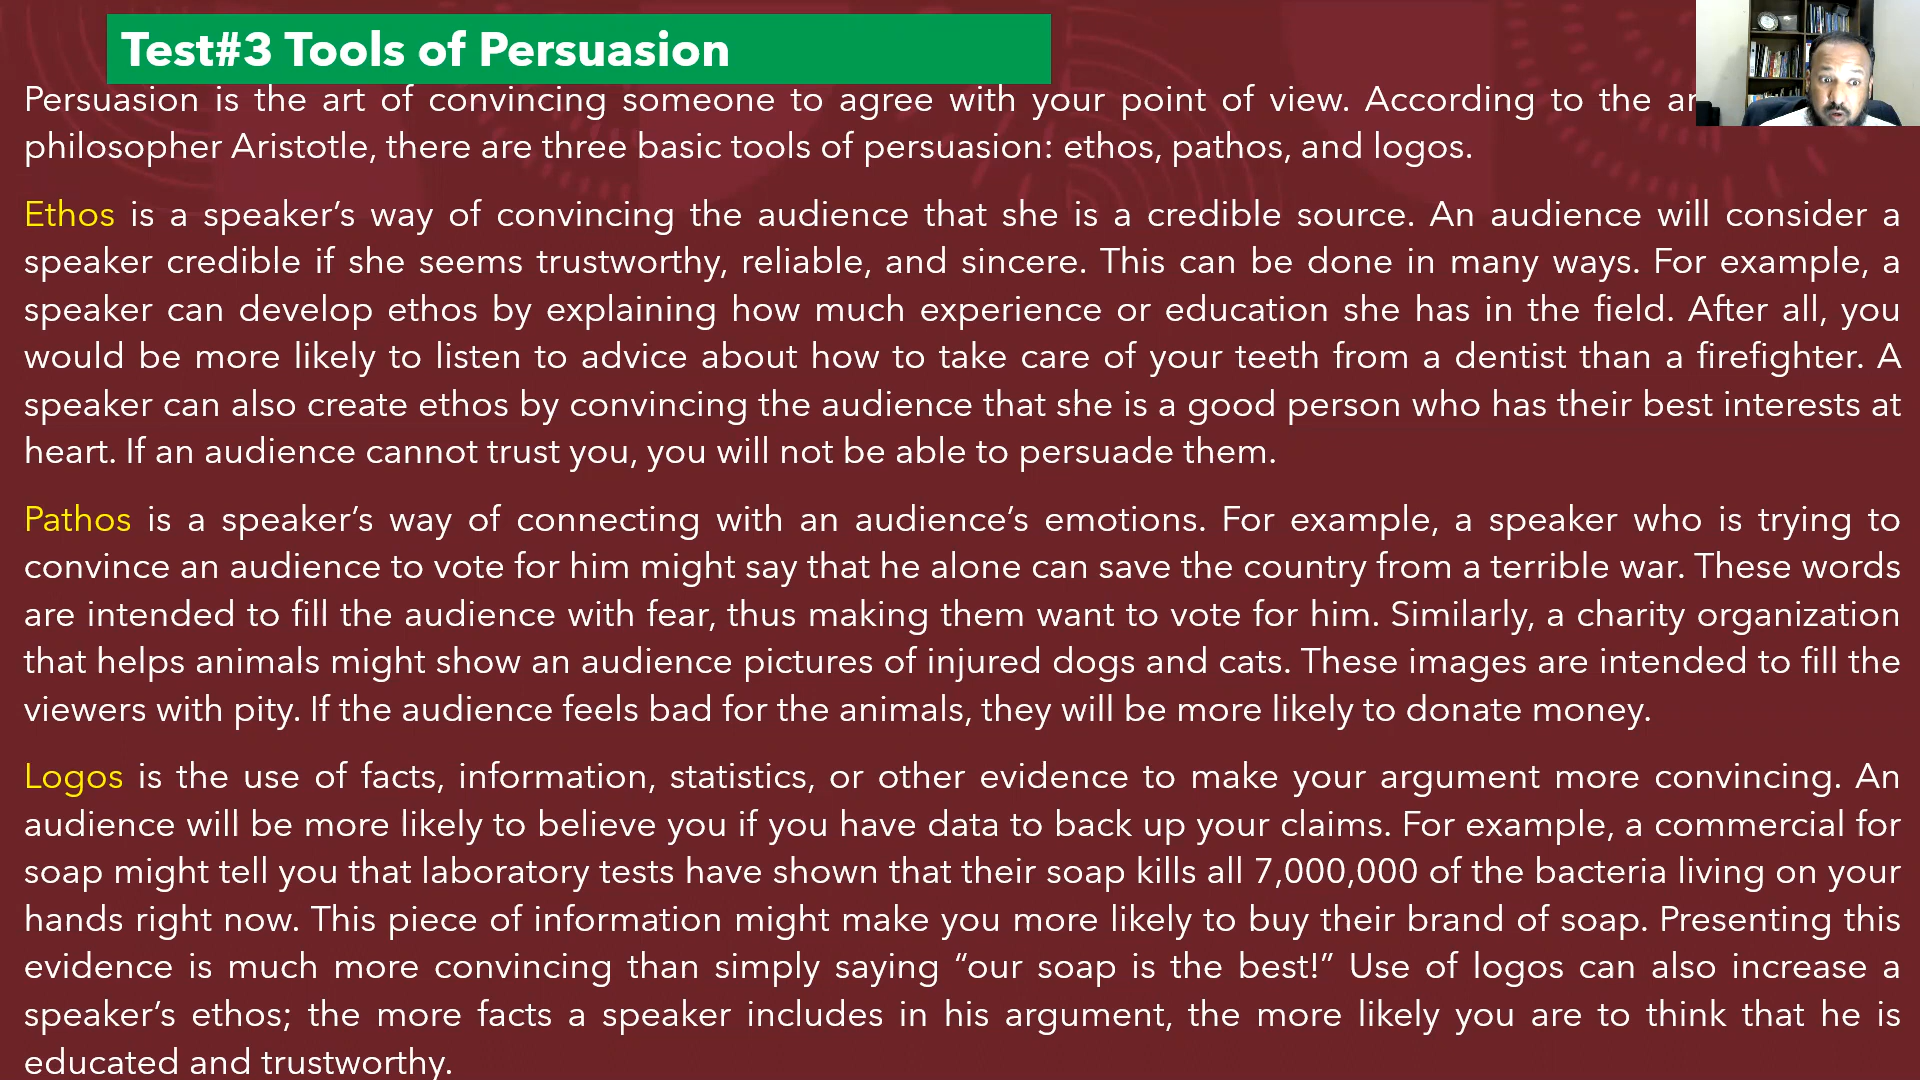 Test#3 Tools of Persuasion
Persuasion is the art of convincing someone to agree with your point of view. According to the
philosopher Aristotle, there are three basic tools of persuasion: ethos, pathos, and logos.
Ethos is a speaker’s way of convincing the audience that she is a credible source. An audience will consider a
speaker credible if she seems trustworthy, reliable, and sincere. This can be done in many ways. For example, a
speaker can develop ethos by explaining how much experience or education she has in the field. After all, you
would be more likely to listen to advice about how to take care of your teeth from a dentist than a firefighter. A
speaker can also create ethos by convincing the audience that she is a good person who has their best interests at
heart. If an audience cannot trust you, you will not be able to persuade them.
Pathos is a speaker’s way of connecting with an audience’s emotions. For example, a speaker who is trying to
convince an audience to vote for him might say that he alone can save the country from a terrible war. These words
are intended to fill the audience with fear, thus making them want to vote for him. Similarly, a charity organization
that helps animals might show an audience pictures of injured dogs and cats. These images are intended to fill the
viewers with pity. If the audience feels bad for the animals, they will be more likely to donate money.
Logos is the use of facts, information, statistics, or other evidence to make your argument more convincing. An
audience will be more likely to believe you if you have data to back up your claims. For example, a commercial for
soap might tell you that laboratory tests have shown that their soap kills all 7,000,000 of the bacteria living on your
hands right now. This piece of information might make you more likely to buy their brand of soap. Presenting this
evidence is much more convincing than simply saying “our soap is the best!” Use of logos can also increase a
speaker’s ethos; the more facts a speaker includes in his argument, the more likely you are to think that he is
educated and trustworthy.